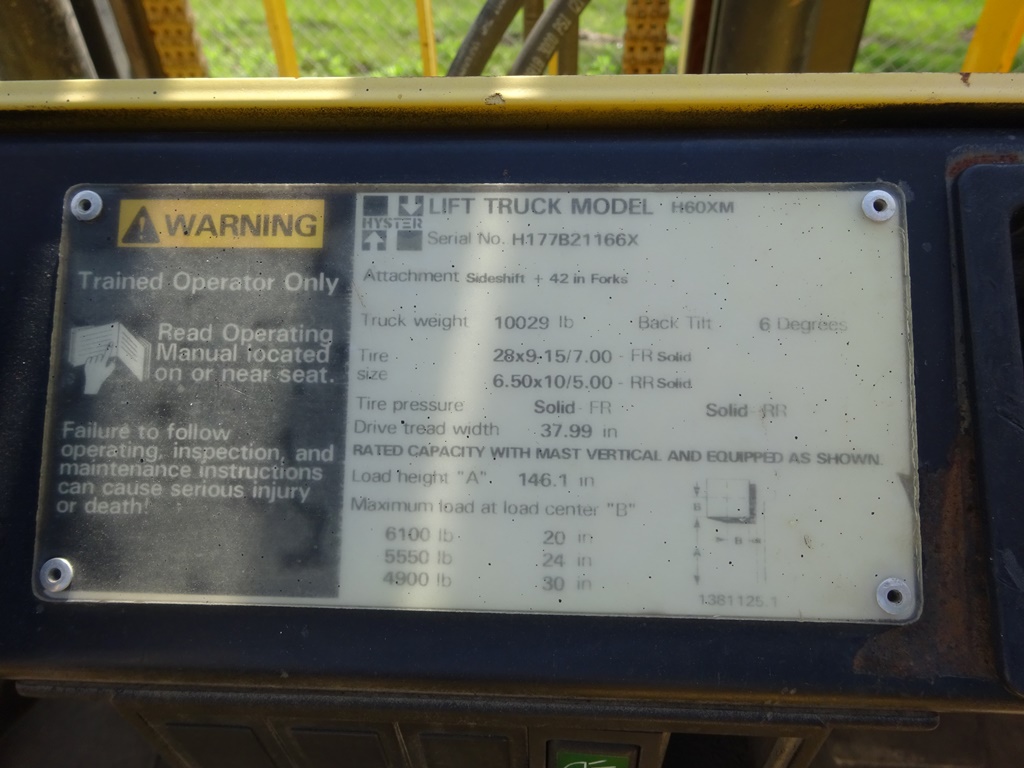 WARNING
Trained Operator Only
Read Operating
Manual located
on or near seat.
Failure to follow
operating, inspection, and
maintenance instructions
can cause serious injury
or death!
HYSTER
LIFT TRUCK MODEL H60XM
Serial No. H177B21166X
Attachment Sideshift + 42 in Forks
Truck weight 10029 lb Back Tilt 6 Degrees
Tire 28x9-15/7.00 - FR Solid
size 6.50x10/5.00 - RR Solid
Tire pressure Solid - FR Solid - RR
Drive tread width 37.99 in
RATED CAPACITY WITH MAST VERTICAL AND EQUIPPED AS SHOWN.
Load height "A" 146.1 in
Maximum load at load center "B"
6100 lb 20 in
5550 lb 24 in
4900 lb 30 in
B
A
B
1381125.1